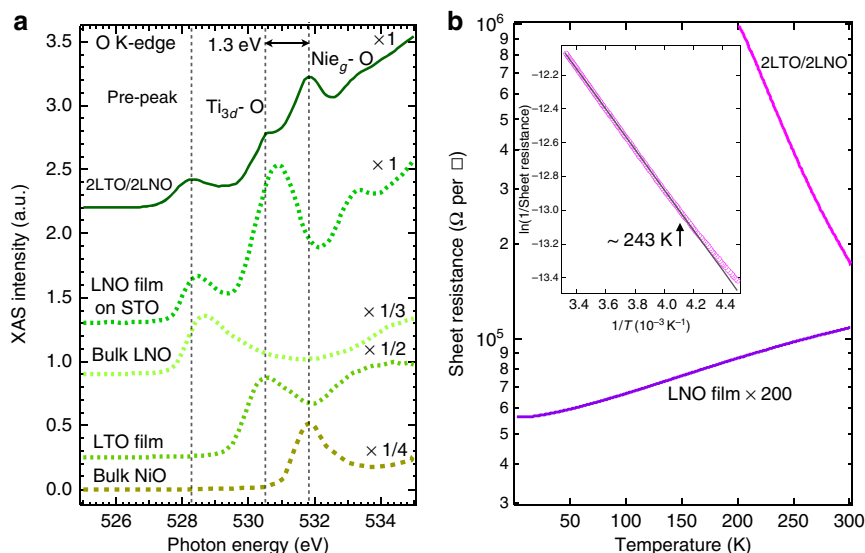 a
O K-edge
1.3 eV
×1
Nie_g- O
Pre-peak
Ti_3d- O
2LTO/2LNO
× 1
LNO film
on STO
× 1/3
Bulk LNO
× 1/2
LTO film
× 1/4
Bulk NiO
XAS intensity (a.u.)
3.5
3.0
2.5
2.0
1.5
1.0
0.5
0.0
526
528
530
532
534
Photon energy (eV)
b
Sheet resistance (Ω per □)
10^6
9
8
7
6
5
4
3
2
10^5
9
8
7
6
5
4
3
2LTO/2LNO
ln(1/Sheet resistance)
−12.2
−12.4
−12.6
−12.8
−13.0
−13.2
−13.4
~ 243 K
3.4
3.6
3.8
4.0
4.2
4.4
1/T (10^−3 K^−1)
LNO film × 200
50
100
150
200
250
300
Temperature (K)